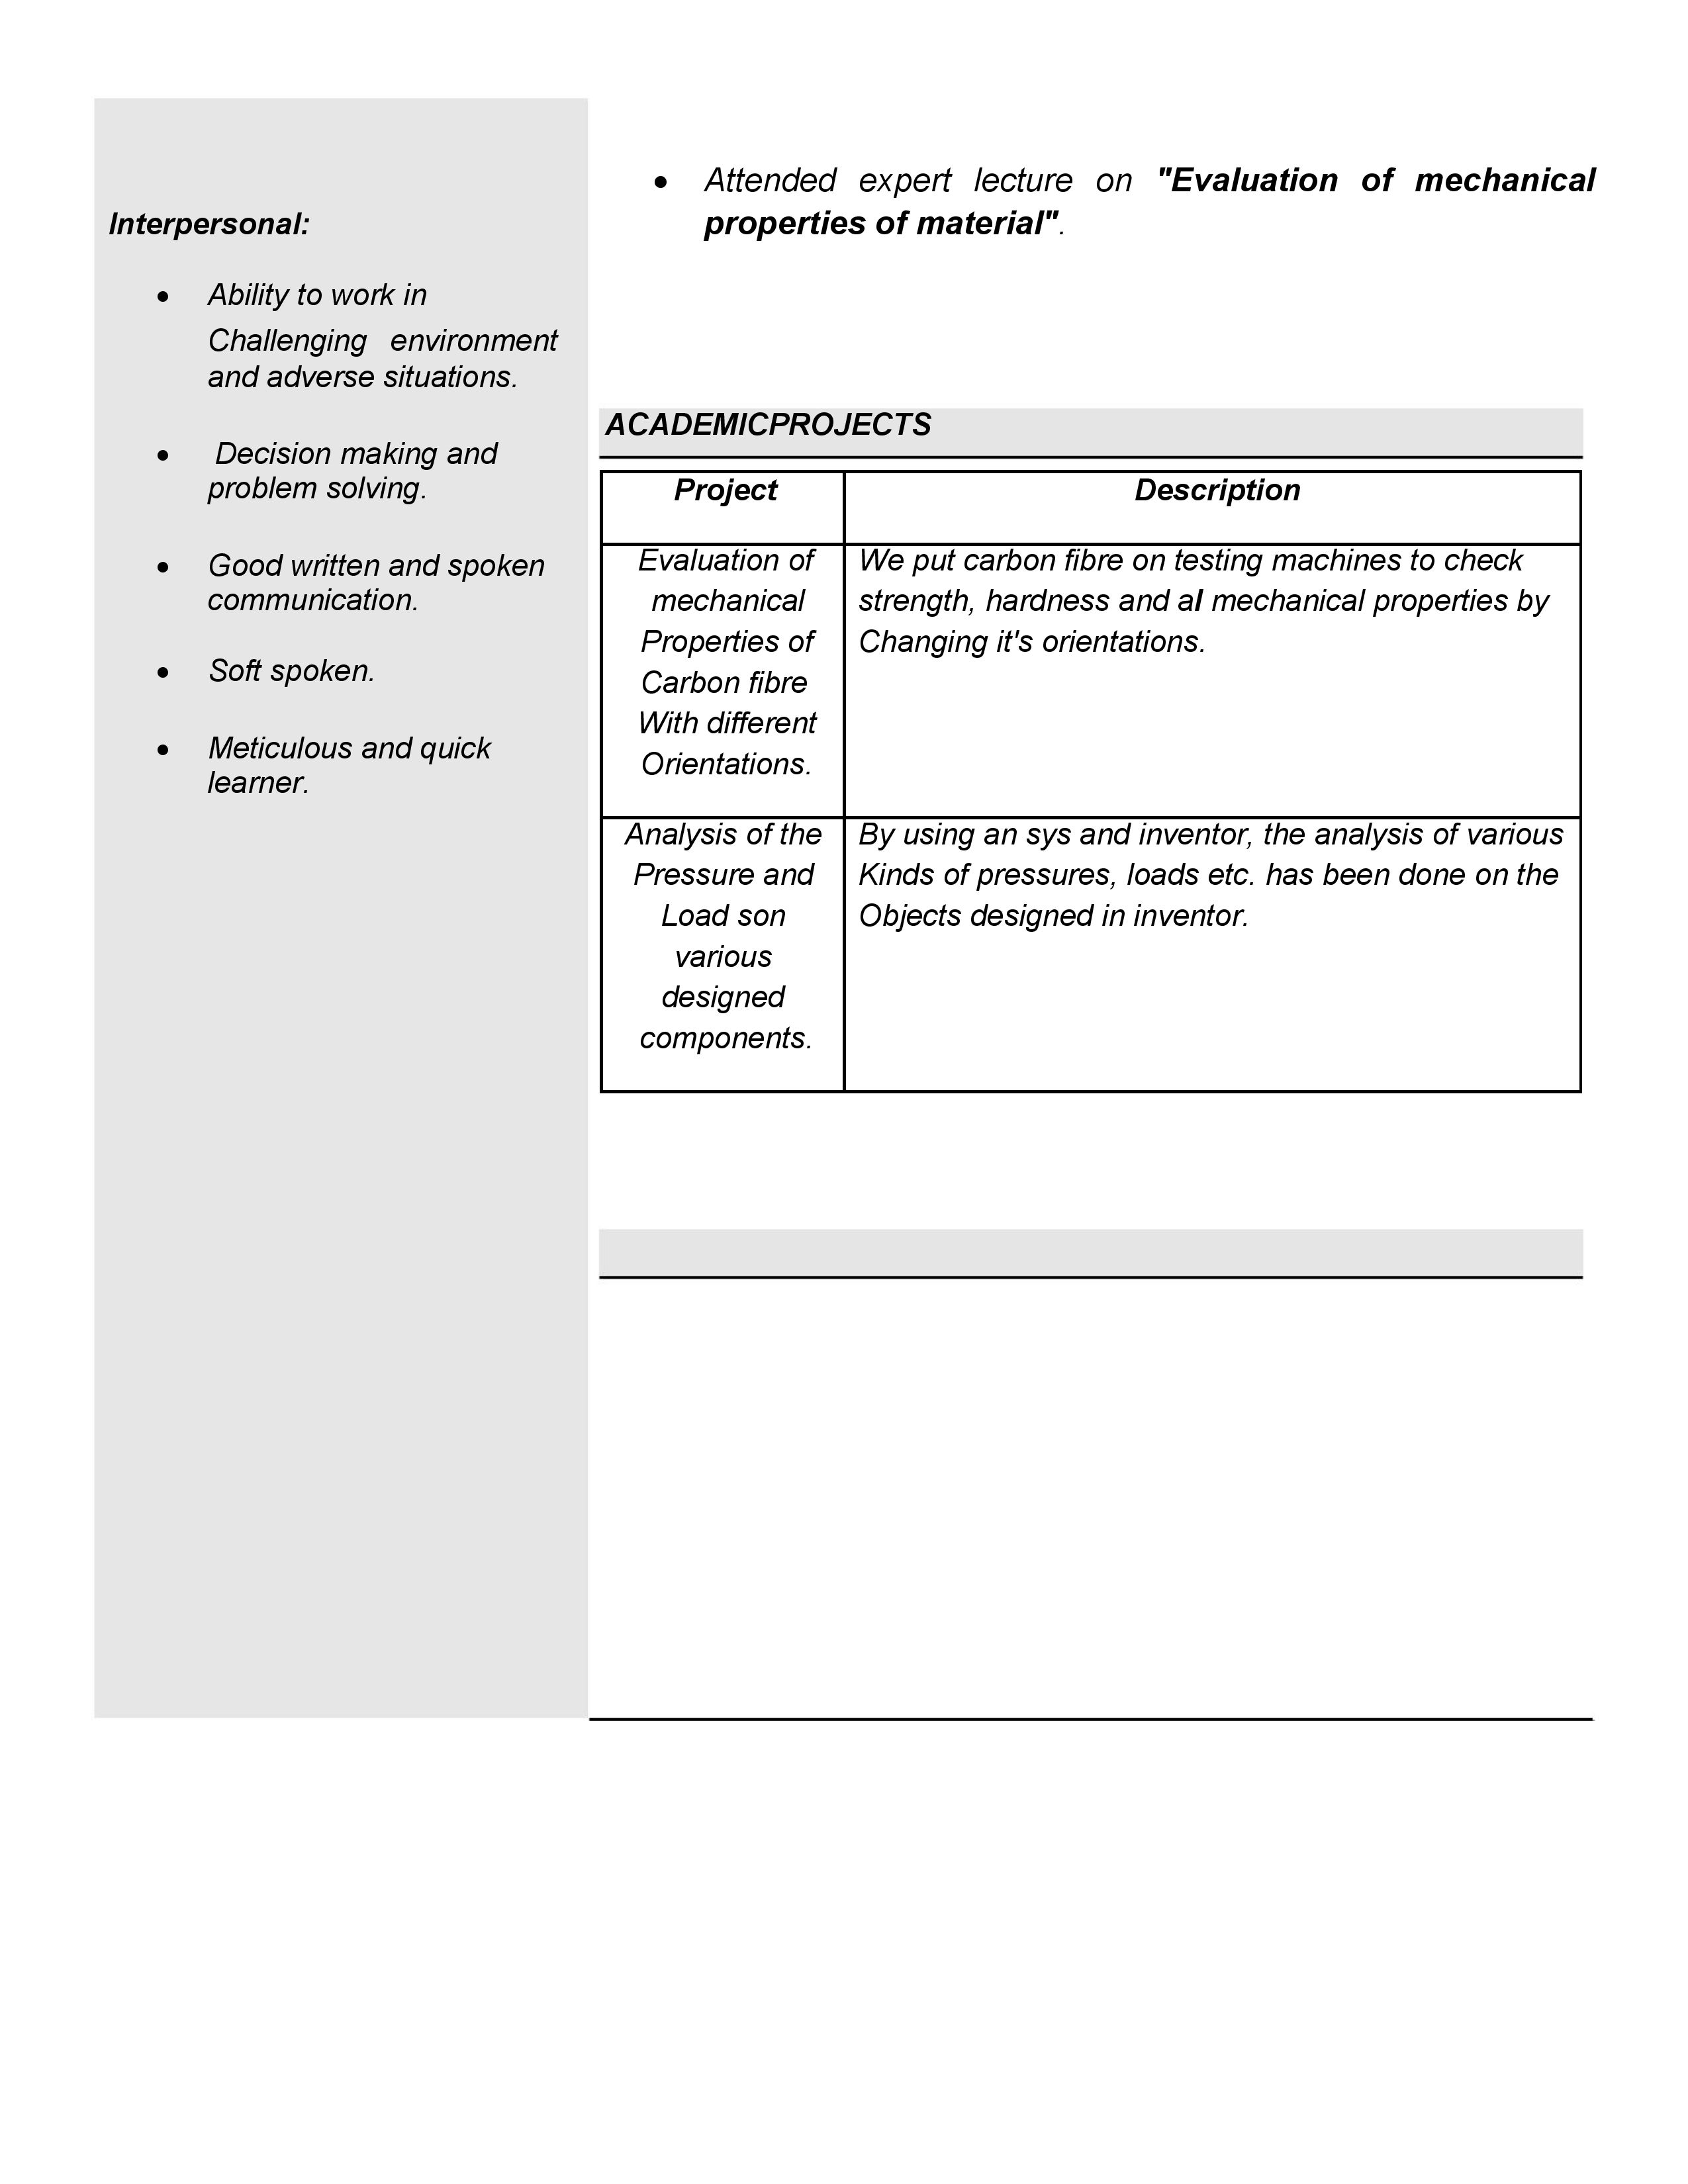 Interpersonal:
• Ability to work in
Challenging environment
and adverse situations.
• Decision making and
problem solving.
• Good written and spoken
communication.
• Soft spoken.
• Meticulous and quick
learner.
• Attended expert lecture on "Evaluation of mechanical
properties of material".
ACADEMICPROJECTS
Project
Description
Evaluation of
mechanical
Properties of
Carbon fibre
With different
Orientations.
We put carbon fibre on testing machines to check
strength, hardness and al mechanical properties by
Changing it's orientations.
Analysis of the
Pressure and
Load son
various
designed
components.
By using an sys and inventor, the analysis of various
Kinds of pressures, loads etc. has been done on the
Objects designed in inventor.